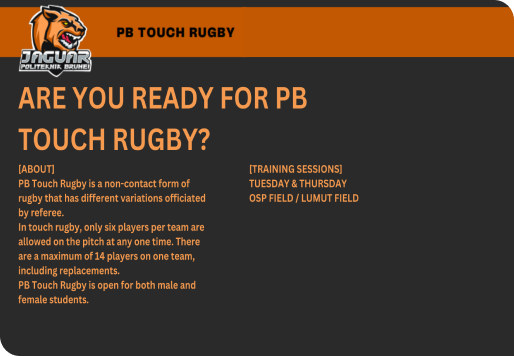 PB TOUCH RUGBY
JAGUAR
POLITEKNIK BRUNEI
ARE YOU READY FOR PB
TOUCH RUGBY?
[ABOUT]
PB Touch Rugby is a non-contact form of
rugby that has different variations officiated
by referee.
In touch rugby, only six players per team are
allowed on the pitch at any one time. There
are a maximum of 14 players on one team,
including replacements.
PB Touch Rugby is open for both male and
female students.
[TRAINING SESSIONS]
TUESDAY & THURSDAY
OSP FIELD / LUMUT FIELD